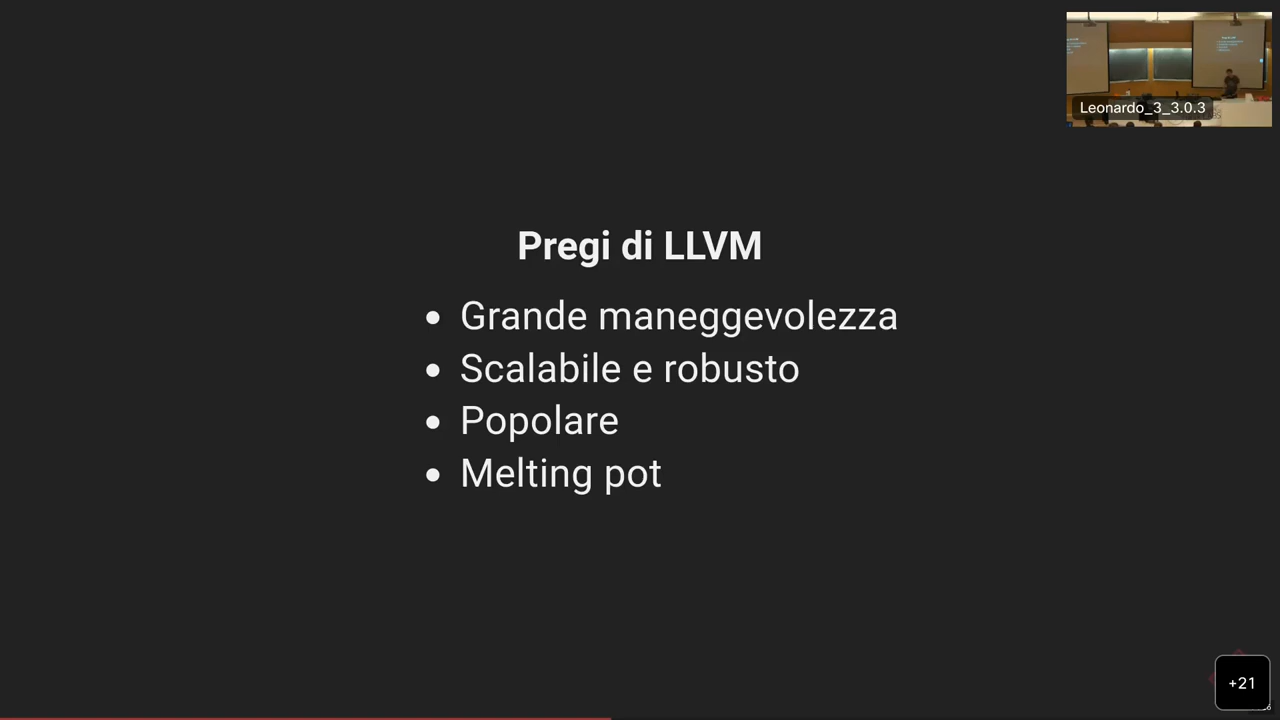 Leonardo_3_3.0.3
Pregi di LLVM
Grande maneggevolezza
Scalabile e robusto
Popolare
Melting pot
+21